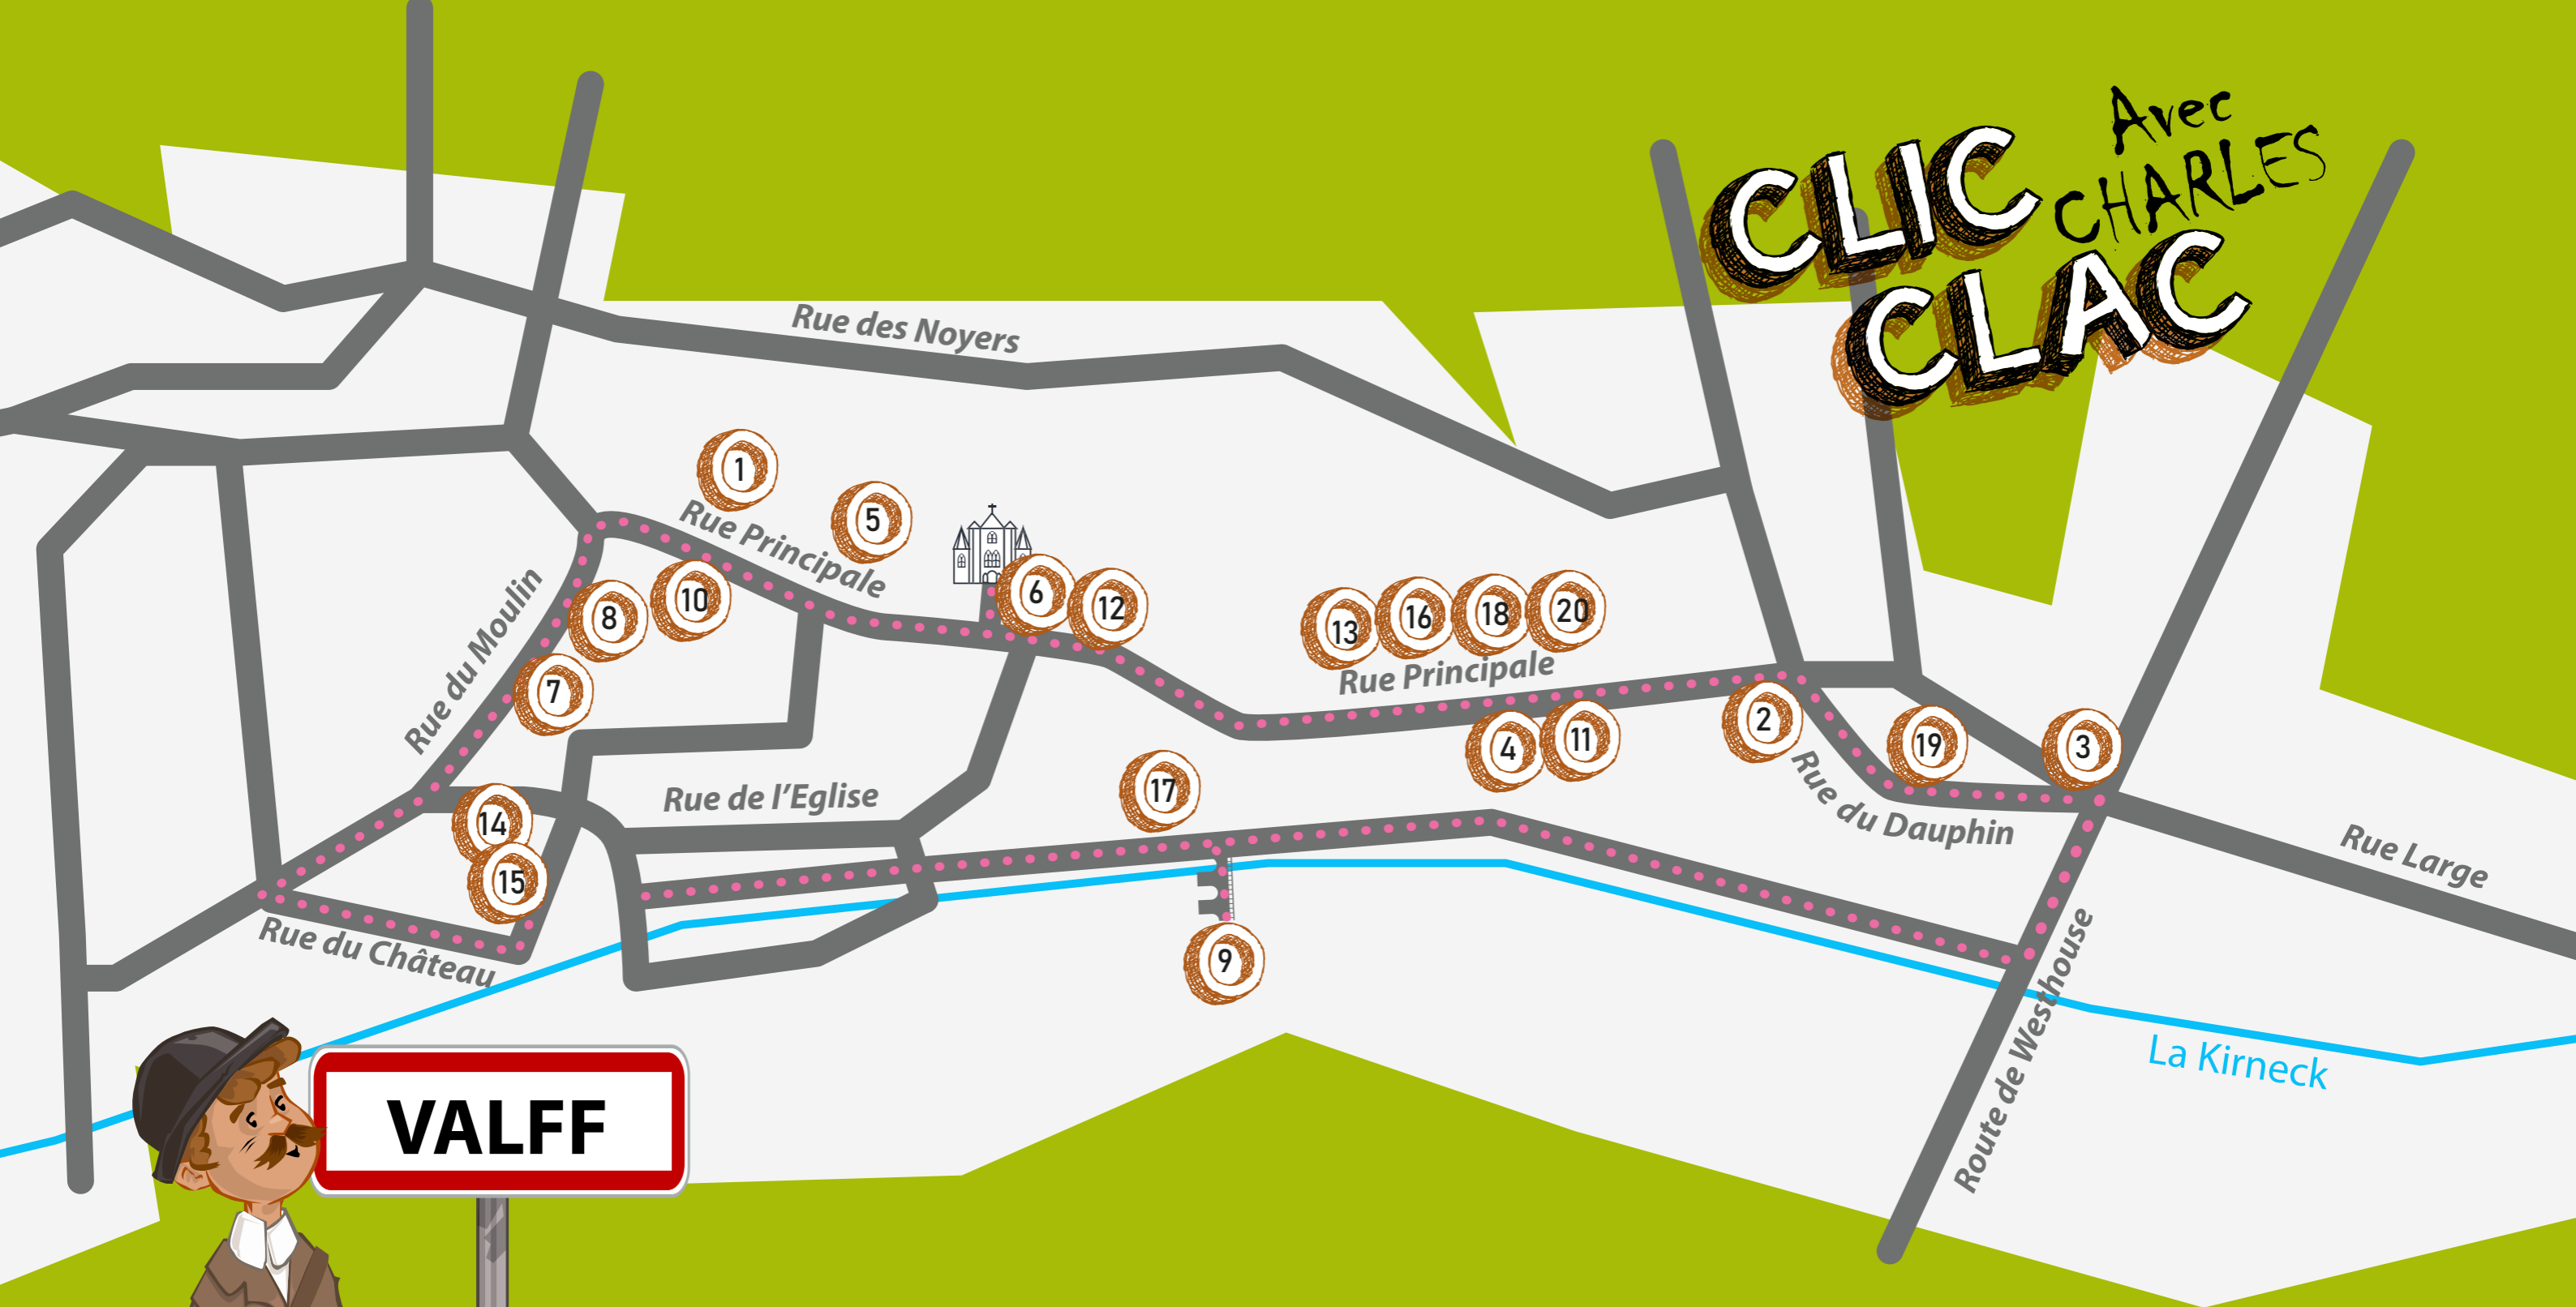 Avec
CHARLES
CLIC
CLAC
Rue des Noyers
1
5
Rue Principale
6
12
13
16
18
20
Rue Principale
10
8
7
Rue du Moulin
4
11
2
19
3
Rue du Dauphin
17
Rue de l'Eglise
14
15
Rue Large
Rue du Château
9
Route de Westhouse
La Kirneck
VALFF